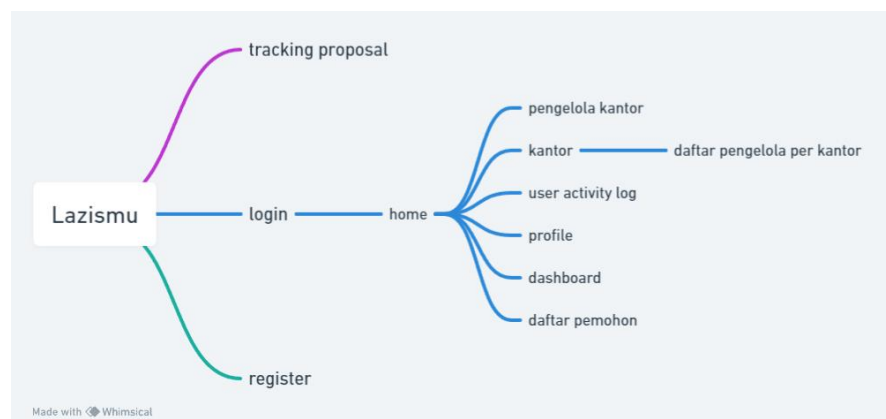 tracking proposal
pengelola kantor
kantor
daftar pengelola per kantor
user activity log
Lazismu
login
home
profile
dashboard
daftar pemohon
register
Made with Whimsical